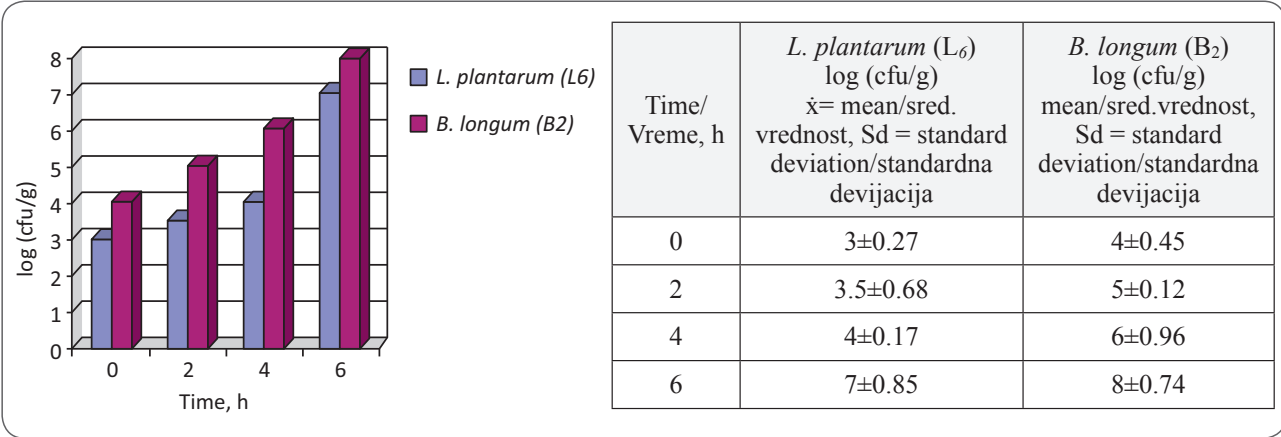 8
7
6
5
4
3
2
1
0
log (cfu/g)
0 2 4 6
Time, h
L. plantarum (L6)
B. longum (B2)
Time/
Vreme, h
L. plantarum (L₆)
log (cfu/g)
ẋ= mean/sred.
vrednost, Sd = standard
deviation/standardna
devijacija
B. longum (B₂)
log (cfu/g)
mean/sred.vrednost,
Sd = standard
deviation/standardna
devijacija
0 3±0.27 4±0.45
2 3.5±0.68 5±0.12
4 4±0.17 6±0.96
6 7±0.85 8±0.74